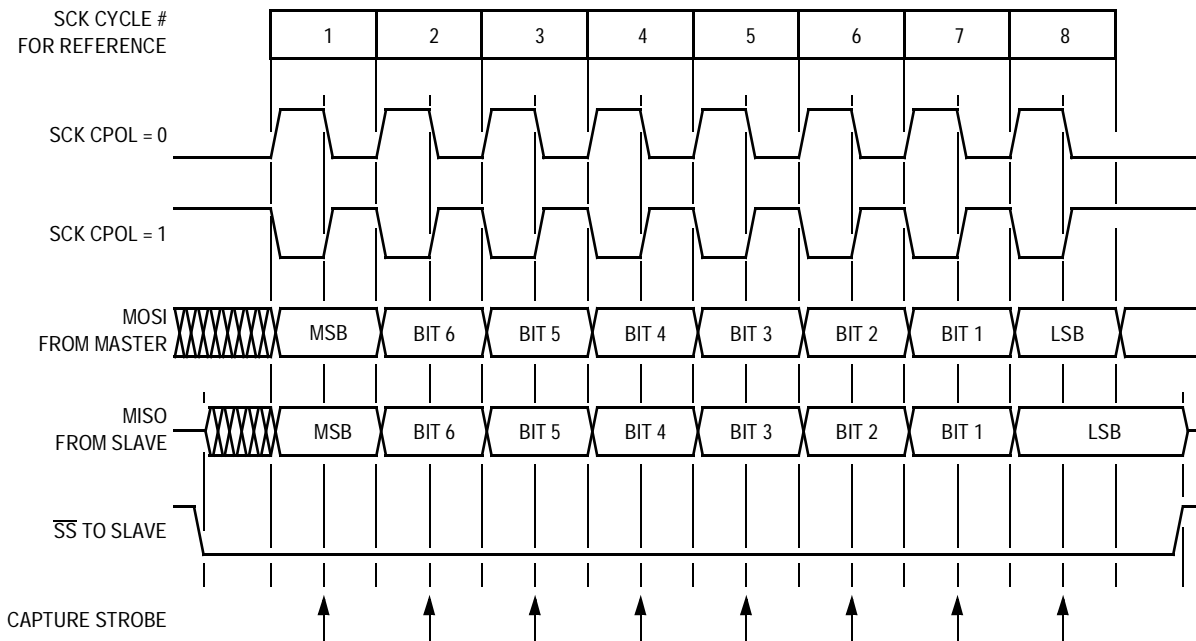 SCK CYCLE #
FOR REFERENCE
1 2 3 4 5 6 7 8
SCK CPOL = 0
SCK CPOL = 1
MOSI
FROM MASTER
MSB BIT 6 BIT 5 BIT 4 BIT 3 BIT 2 BIT 1 LSB
MISO
FROM SLAVE
MSB BIT 6 BIT 5 BIT 4 BIT 3 BIT 2 BIT 1 LSB
S̅S̅ TO SLAVE
CAPTURE STROBE